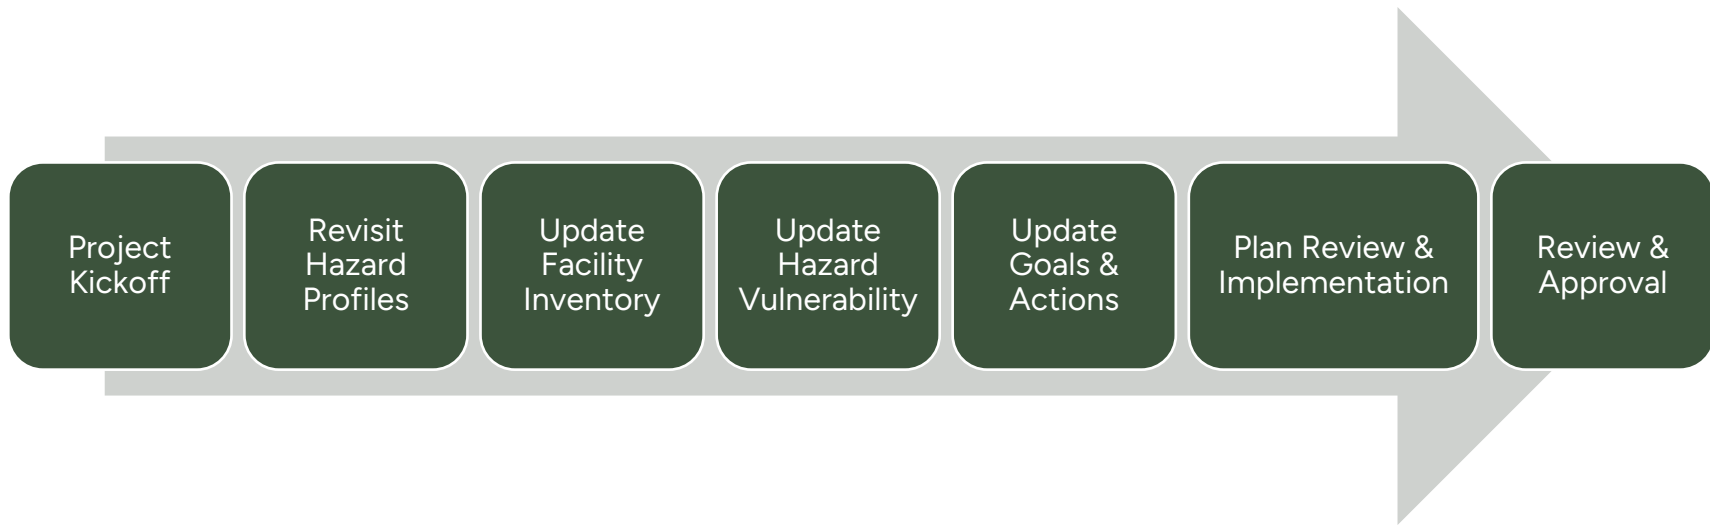 Project
Kickoff
Revisit
Hazard
Profiles
Update
Facility
Inventory
Update
Hazard
Vulnerability
Update
Goals &
Actions
Plan Review &
Implementation
Review &
Approval